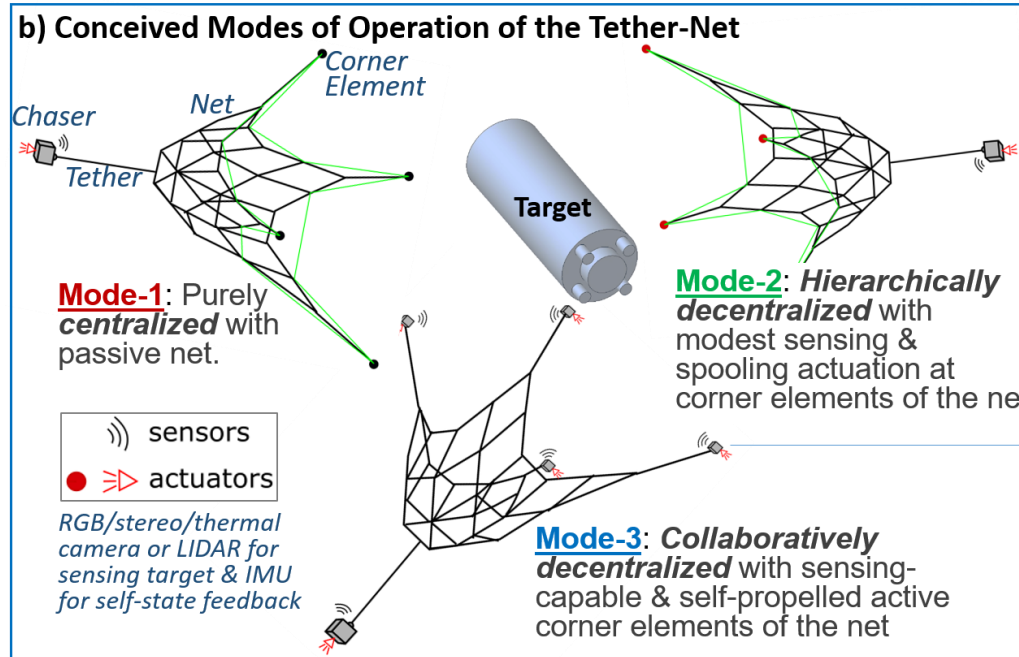 b) Conceived Modes of Operation of the Tether-Net
Corner
Element
Net
Chaser
Tether
Target
Mode-1: Purely
centralized with
passive net.
Mode-2: Hierarchically
decentralized with
modest sensing &
spooling actuation at
corner elements of the ne
sensors
actuators
RGB/stereo/thermal
camera or LIDAR for
sensing target & IMU
for self-state feedback
Mode-3: Collaboratively
decentralized with sensing-
capable & self-propelled active
corner elements of the net